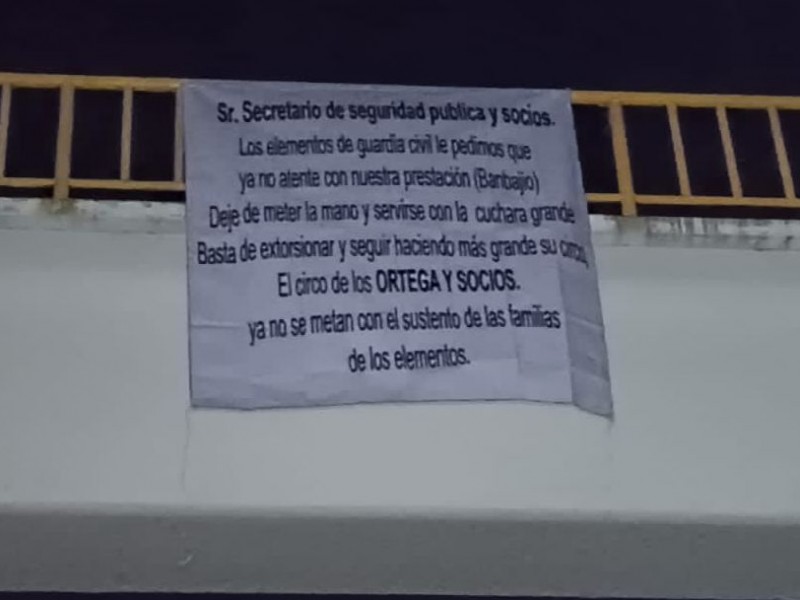 Sr. Secretario de seguridad publica y socios.
Los elementos de guardia civil le pedimos que
ya no atente con nuestra prestación (Banbajio)
Deje de meter la mano y servirse con la cuchara grande
Basta de extorsionar y seguir haciendo más grande su circo,
El circo de los ORTEGA Y SOCIOS.
ya no se metan con el sustento de las familias
de los elementos.